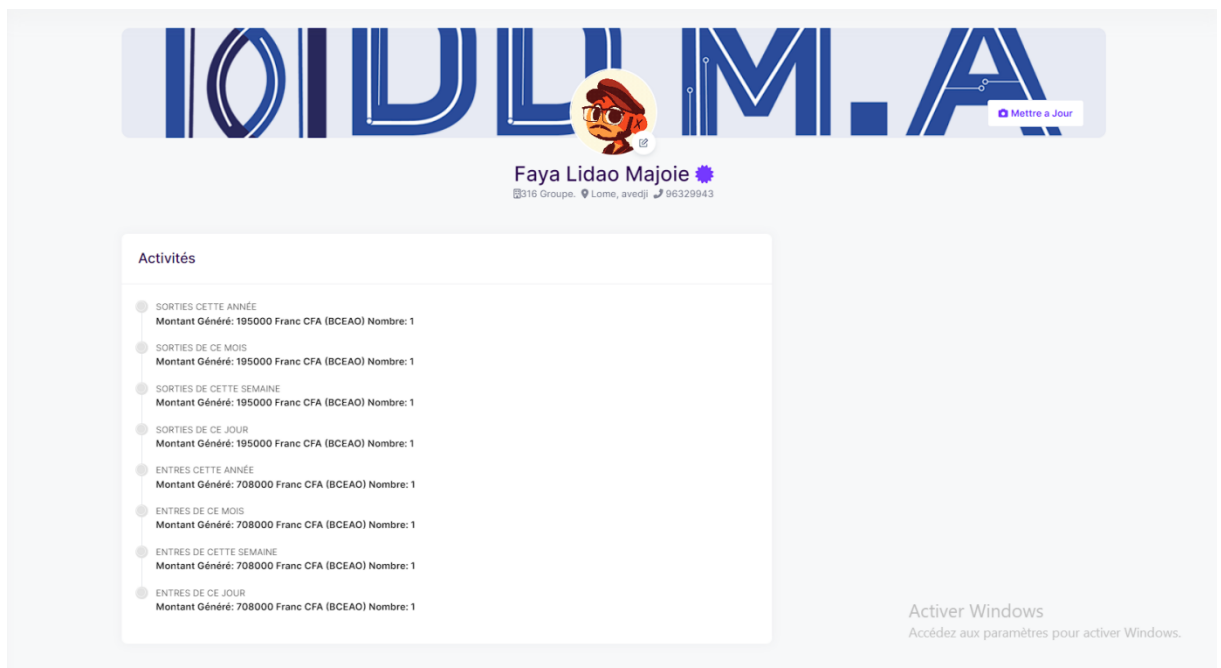 DDM.A
Mettre a Jour
Faya Lidao Majoie
316 Groupe. Lome, avedji 96329943
Activités
SORTIES CETTE ANNÉE
Montant Généré: 195000 Franc CFA (BCEAO) Nombre: 1
SORTIES DE CE MOIS
Montant Généré: 195000 Franc CFA (BCEAO) Nombre: 1
SORTIES DE CETTE SEMAINE
Montant Généré: 195000 Franc CFA (BCEAO) Nombre: 1
SORTIES DE CE JOUR
Montant Généré: 195000 Franc CFA (BCEAO) Nombre: 1
ENTRES CETTE ANNÉE
Montant Généré: 708000 Franc CFA (BCEAO) Nombre: 1
ENTRES DE CE MOIS
Montant Généré: 708000 Franc CFA (BCEAO) Nombre: 1
ENTRES DE CETTE SEMAINE
Montant Généré: 708000 Franc CFA (BCEAO) Nombre: 1
ENTRES DE CE JOUR
Montant Généré: 708000 Franc CFA (BCEAO) Nombre: 1
Activer Windows
Accédez aux paramètres pour activer Windows.